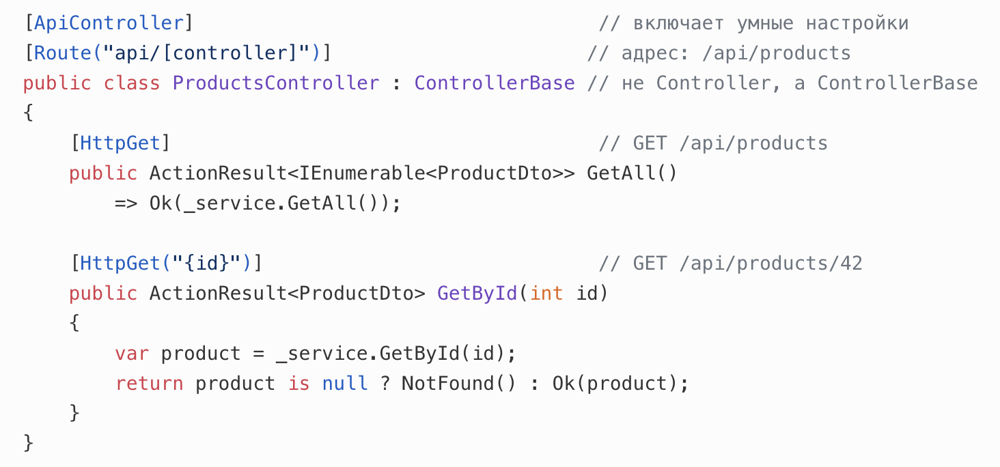 [ApiController]                                   // включает умные настройки
[Route("api/[controller]")]                      // адрес: /api/products
public class ProductsController : ControllerBase // не Controller, а ControllerBase
{
    [HttpGet]                                     // GET /api/products
    public ActionResult<IEnumerable<ProductDto>> GetAll()
        => Ok(_service.GetAll());

    [HttpGet("{id}")]                             // GET /api/products/42
    public ActionResult<ProductDto> GetById(int id)
    {
        var product = _service.GetById(id);
        return product is null ? NotFound() : Ok(product);
    }
}